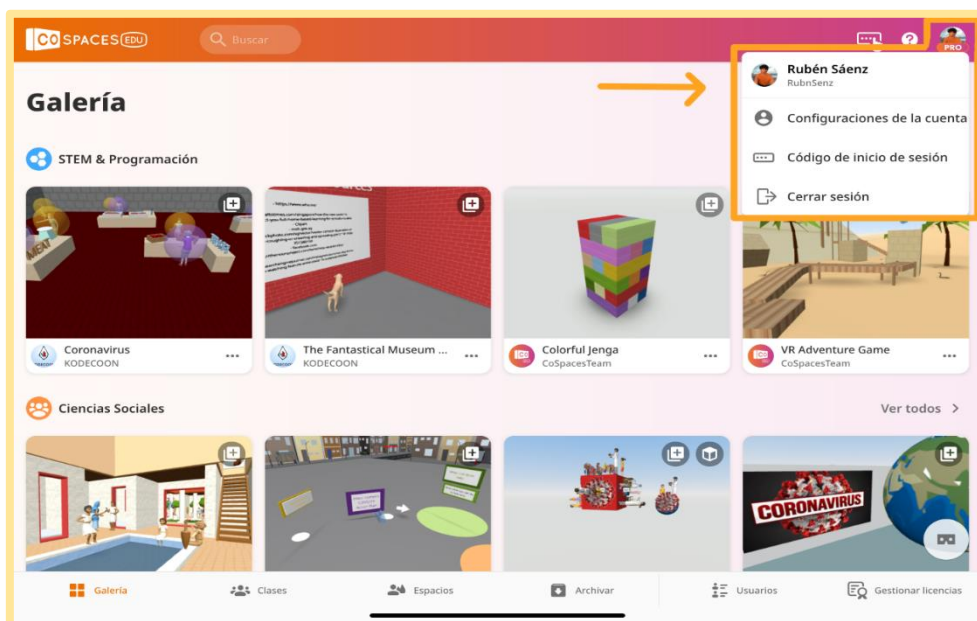 CO SPACES EDU
Buscar
PRO
Rubén Sáenz
RubnSenz
Configuraciones de la cuenta
Código de inicio de sesión
Cerrar sesión
Galería
STEM & Programación
MEAT
Coronavirus
KODECOON
The Fantastical Museum ...
KODECOON
Colorful Jenga
CoSpacesTeam
VR Adventure Game
CoSpacesTeam
Ciencias Sociales
Ver todos >
CORONAVIRUS
Galería
Clases
Espacios
Archivar
Usuarios
Gestionar licencias